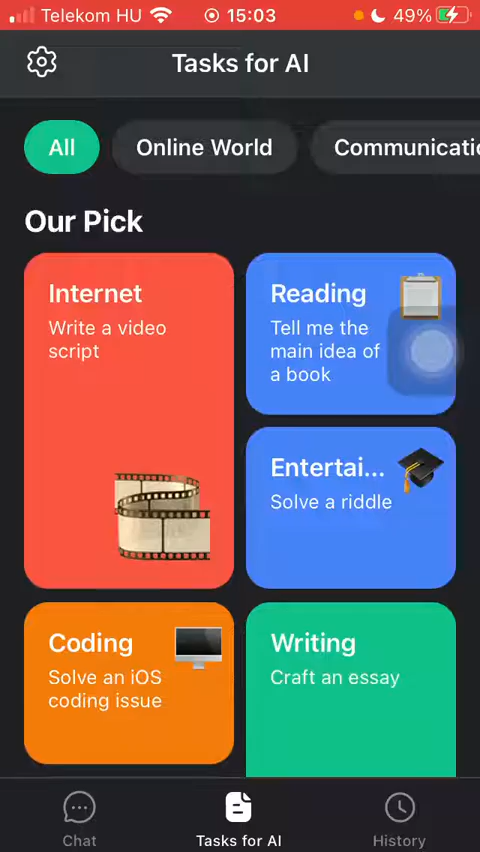 Telekom HU 15:03 49%
Tasks for AI
All Online World Communicatio
Our Pick
Internet
Write a video
script
Reading
Tell me the
main idea of
a book
Entertai...
Solve a riddle
Coding
Solve an iOS
coding issue
Writing
Craft an essay
Chat Tasks for AI History